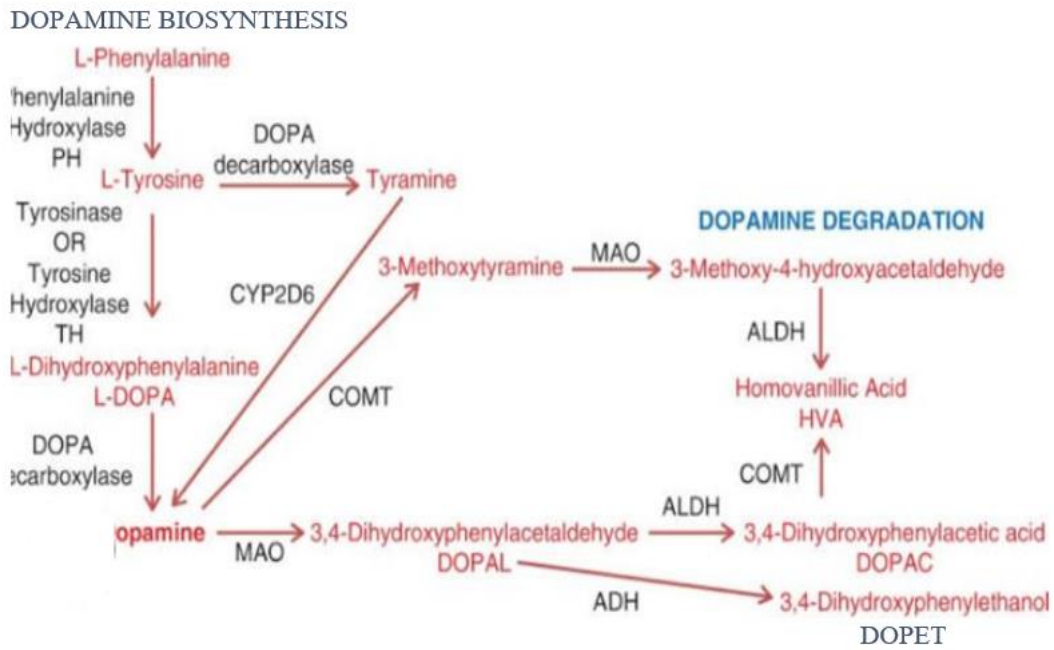 DOPAMINE BIOSYNTHESIS
L-Phenylalanine
henylalanine
Hydroxylase
PH
DOPA
decarboxylase
L-Tyrosine
Tyramine
Tyrosinase
OR
Tyrosine
Hydroxylase
TH
CYP2D6
DOPAMINE DEGRADATION
3-Methoxytyramine
MAO
3-Methoxy-4-hydroxyacetaldehyde
ALDH
L-Dihydroxyphenylalanine
L-DOPA
COMT
Homovanillic Acid
HVA
DOPA
ecarboxylase
COMT
opamine
MAO
3,4-Dihydroxyphenylacetaldehyde
DOPAL
ALDH
3,4-Dihydroxyphenylacetic acid
DOPAC
ADH
3,4-Dihydroxyphenylethanol
DOPET